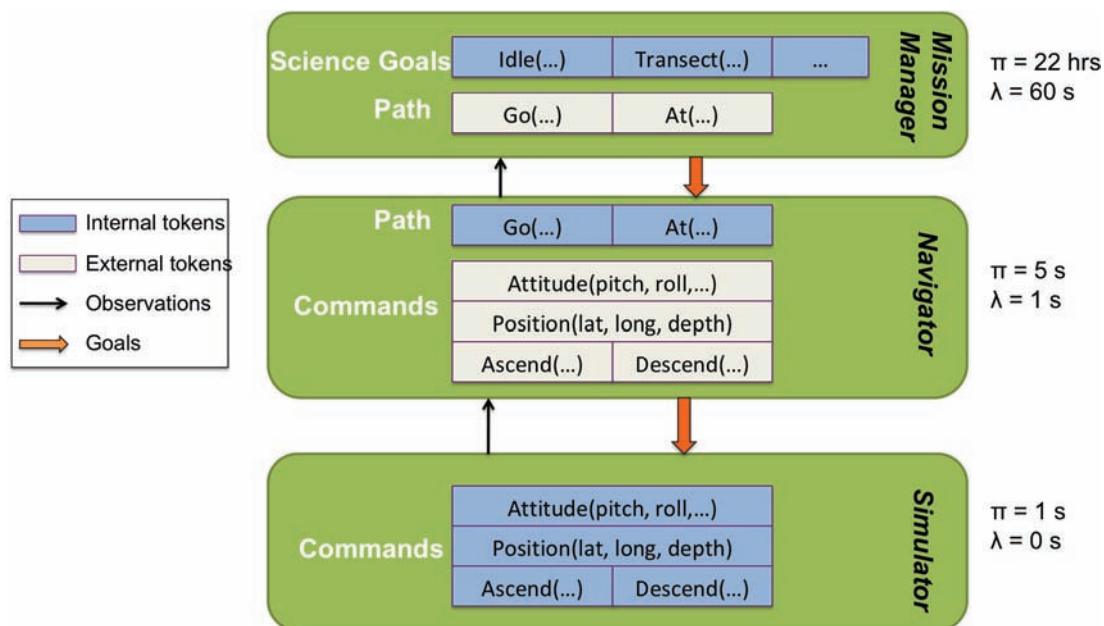 Science Goals
Idle(...)
Transect(...)
...
Path
Go(...)
At(...)
Mission
Manager
π = 22 hrs
λ = 60 s
Internal tokens
External tokens
Observations
Goals
Path
Go(...)
At(...)
Commands
Attitude(pitch, roll,...)
Position(lat, long, depth)
Ascend(...)
Descend(...)
Navigator
π = 5 s
λ = 1 s
Commands
Attitude(pitch, roll,...)
Position(lat, long, depth)
Ascend(...)
Descend(...)
Simulator
π = 1 s
λ = 0 s